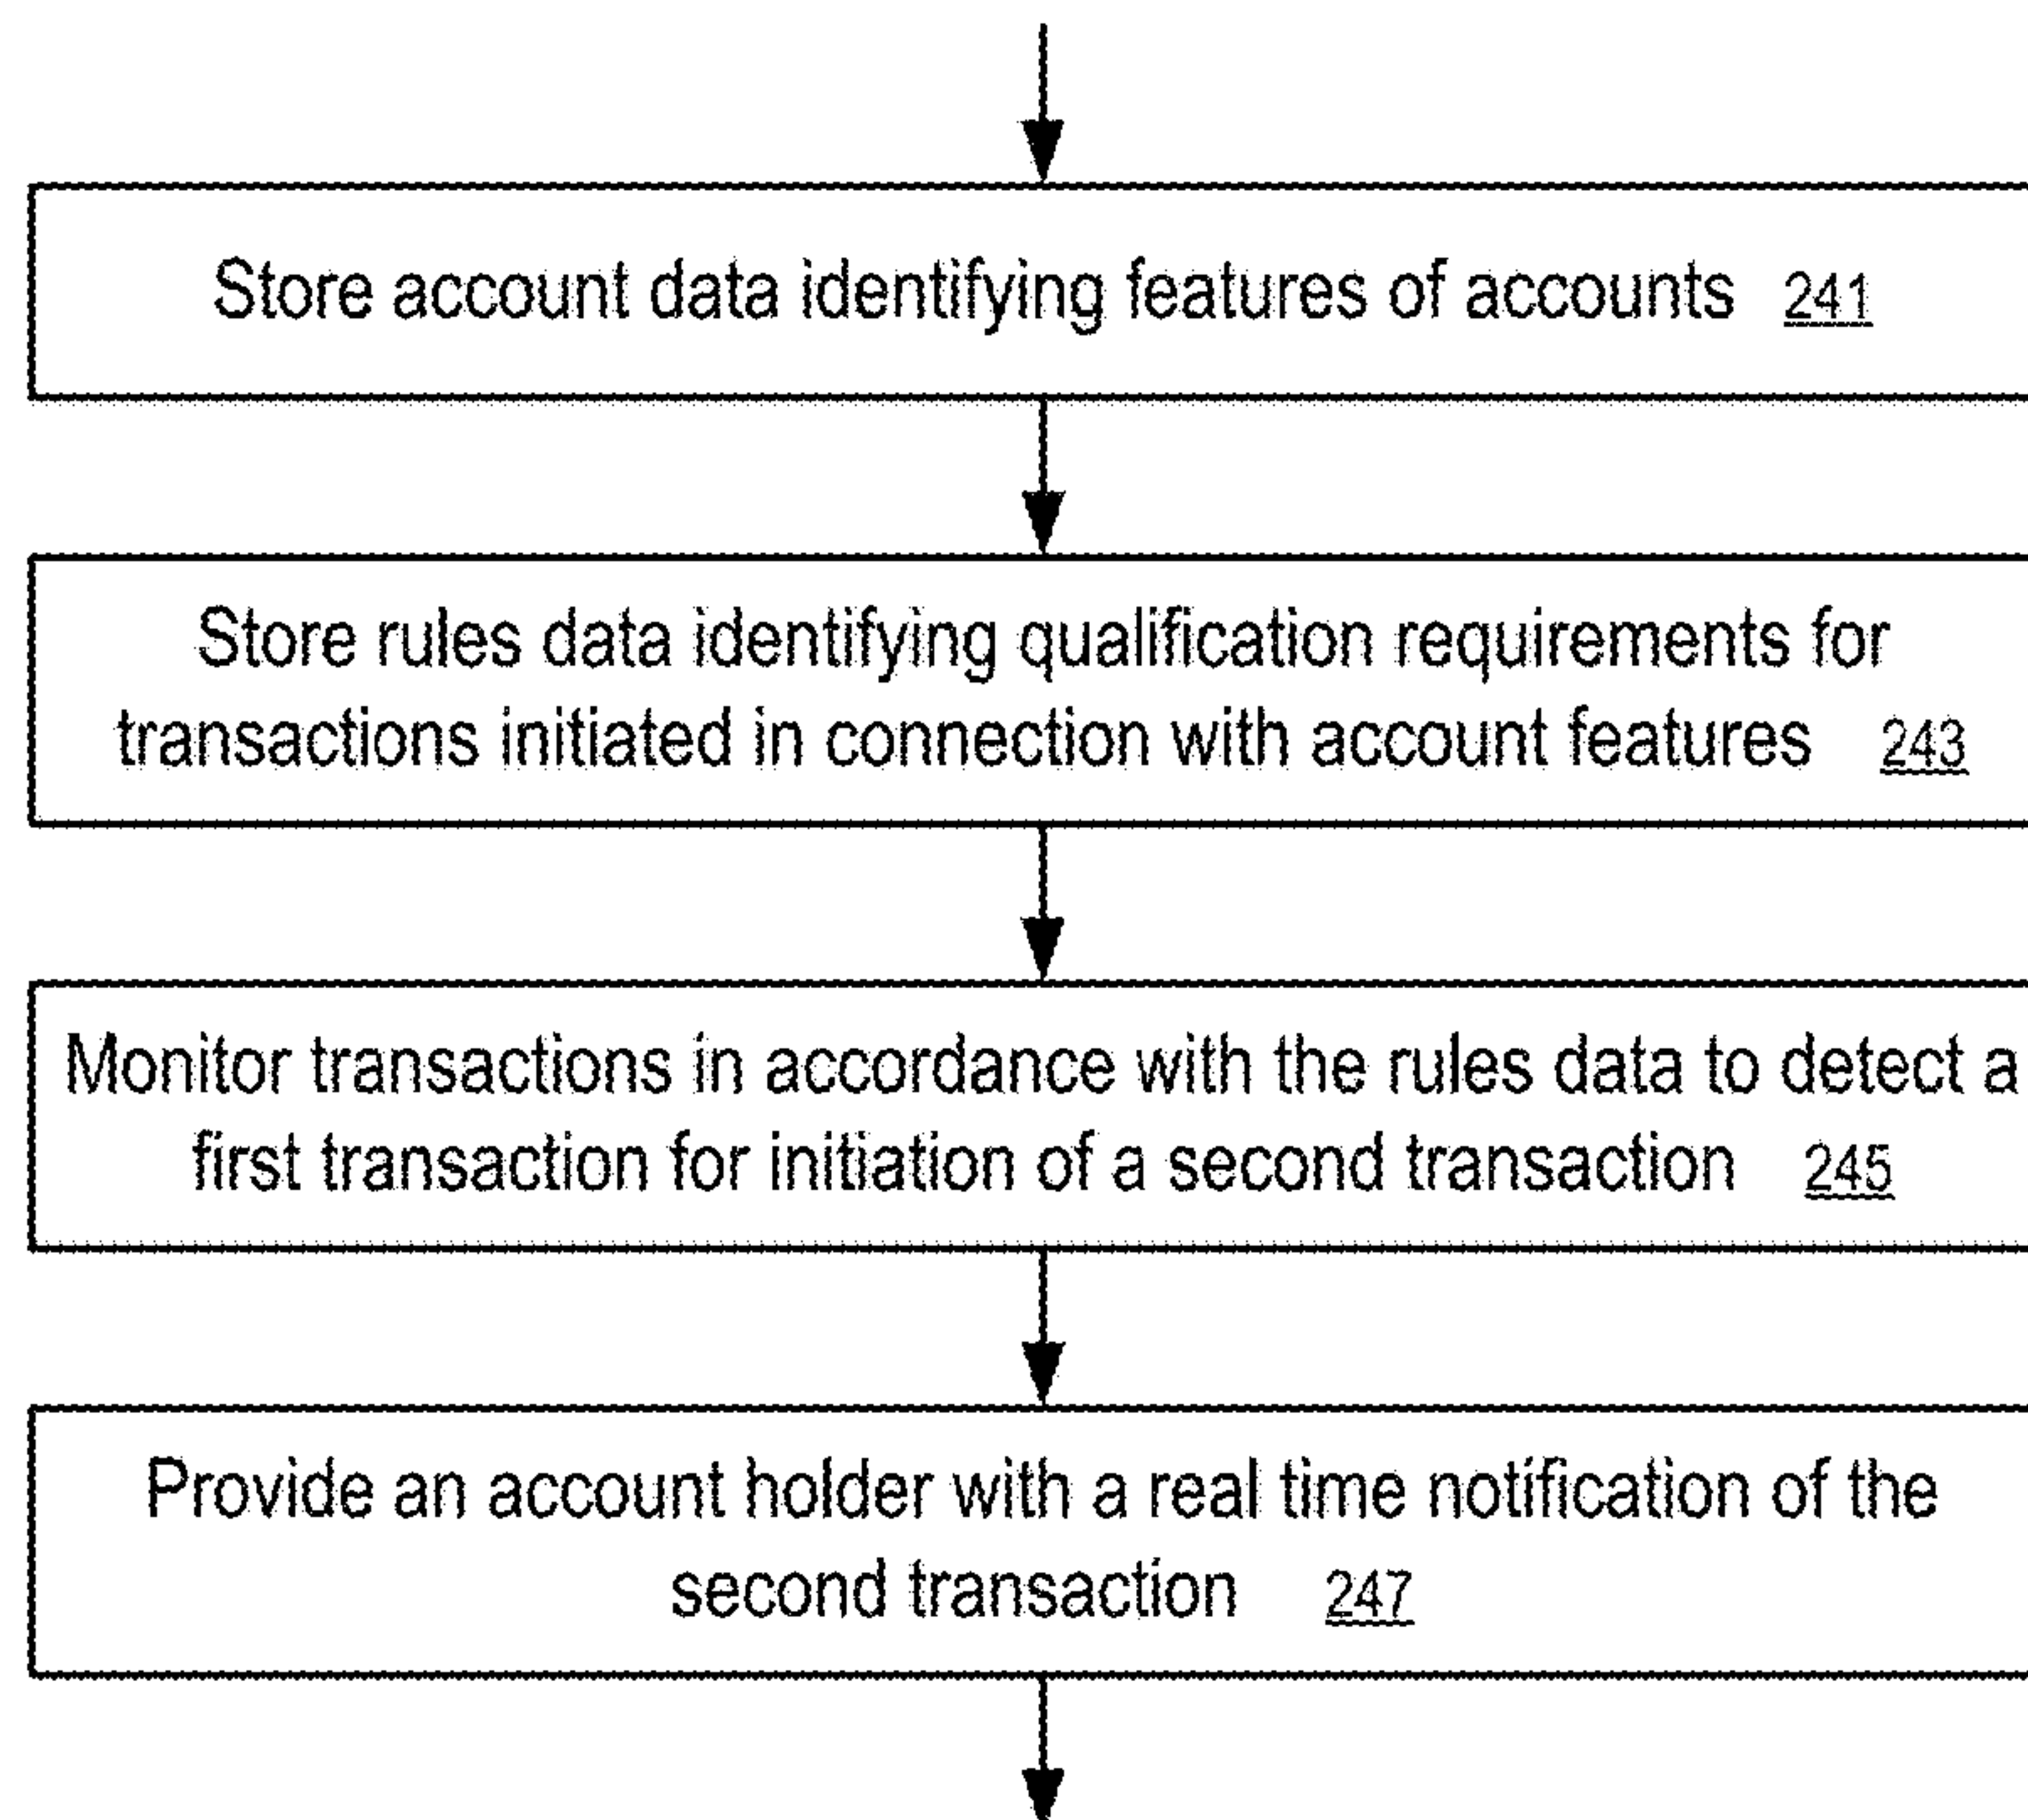 Store account data identifying features of accounts 241
Store rules data identifying qualification requirements for
transactions initiated in connection with account features 243
Monitor transactions in accordance with the rules data to detect a
first transaction for initiation of a second transaction 245
Provide an account holder with a real time notification of the
second transaction 247